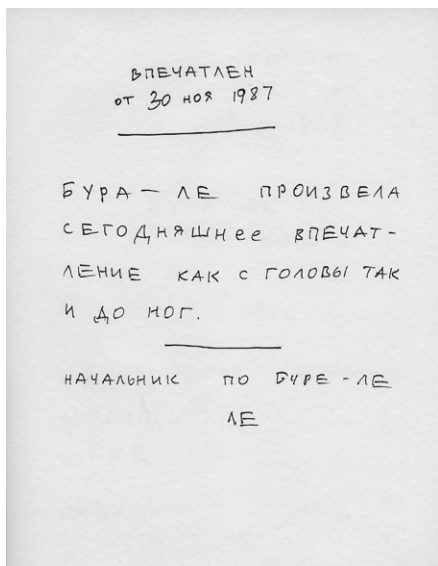 ВПЕЧАТЛЕН
от 30 ноя 1987
БУРА – ЛЕ ПРОИЗВЕЛА
СЕГОДНЯШНее ВПЕЧАТ-
ЛЕНИЕ КАК С ГОЛОВЫ ТАК
И ДО НОГ.
НАЧАЛЬНИК ПО БУРЕ-ЛЕ
ЛЕ